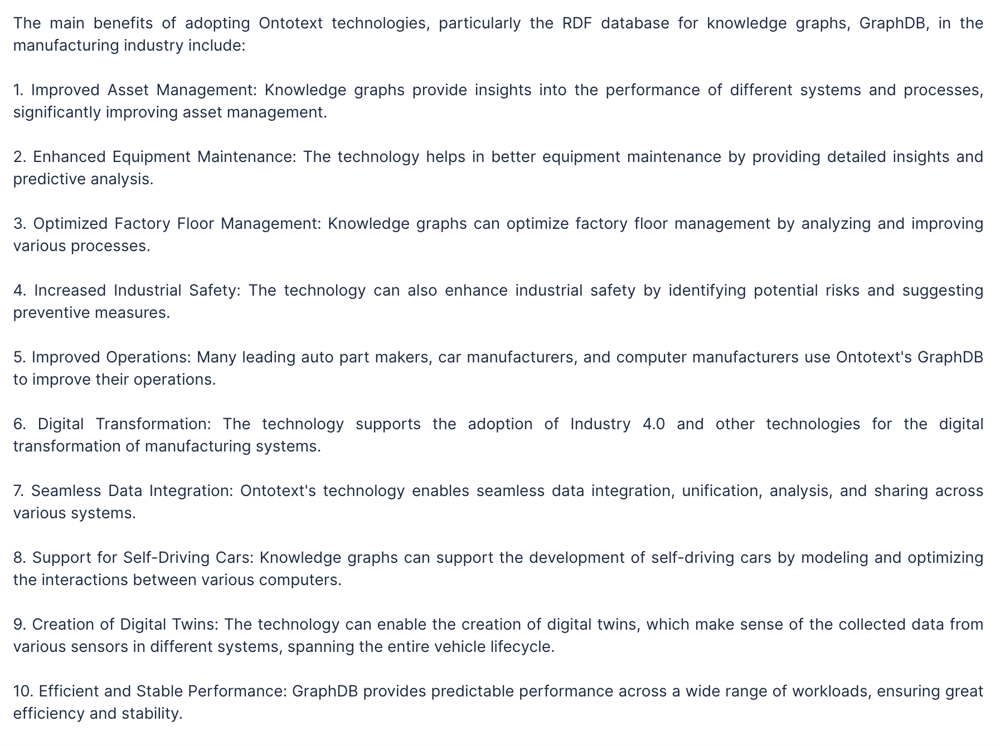 The main benefits of adopting Ontotext technologies, particularly the RDF database for knowledge graphs, GraphDB, in the
manufacturing industry include:
1. Improved Asset Management: Knowledge graphs provide insights into the performance of different systems and processes,
significantly improving asset management.
2. Enhanced Equipment Maintenance: The technology helps in better equipment maintenance by providing detailed insights and
predictive analysis.
3. Optimized Factory Floor Management: Knowledge graphs can optimize factory floor management by analyzing and improving
various processes.
4. Increased Industrial Safety: The technology can also enhance industrial safety by identifying potential risks and suggesting
preventive measures.
5. Improved Operations: Many leading auto part makers, car manufacturers, and computer manufacturers use Ontotext's GraphDB
to improve their operations.
6. Digital Transformation: The technology supports the adoption of Industry 4.0 and other technologies for the digital
transformation of manufacturing systems.
7. Seamless Data Integration: Ontotext's technology enables seamless data integration, unification, analysis, and sharing across
various systems.
8. Support for Self-Driving Cars: Knowledge graphs can support the development of self-driving cars by modeling and optimizing
the interactions between various computers.
9. Creation of Digital Twins: The technology can enable the creation of digital twins, which make sense of the collected data from
various sensors in different systems, spanning the entire vehicle lifecycle.
10. Efficient and Stable Performance: GraphDB provides predictable performance across a wide range of workloads, ensuring great
efficiency and stability.